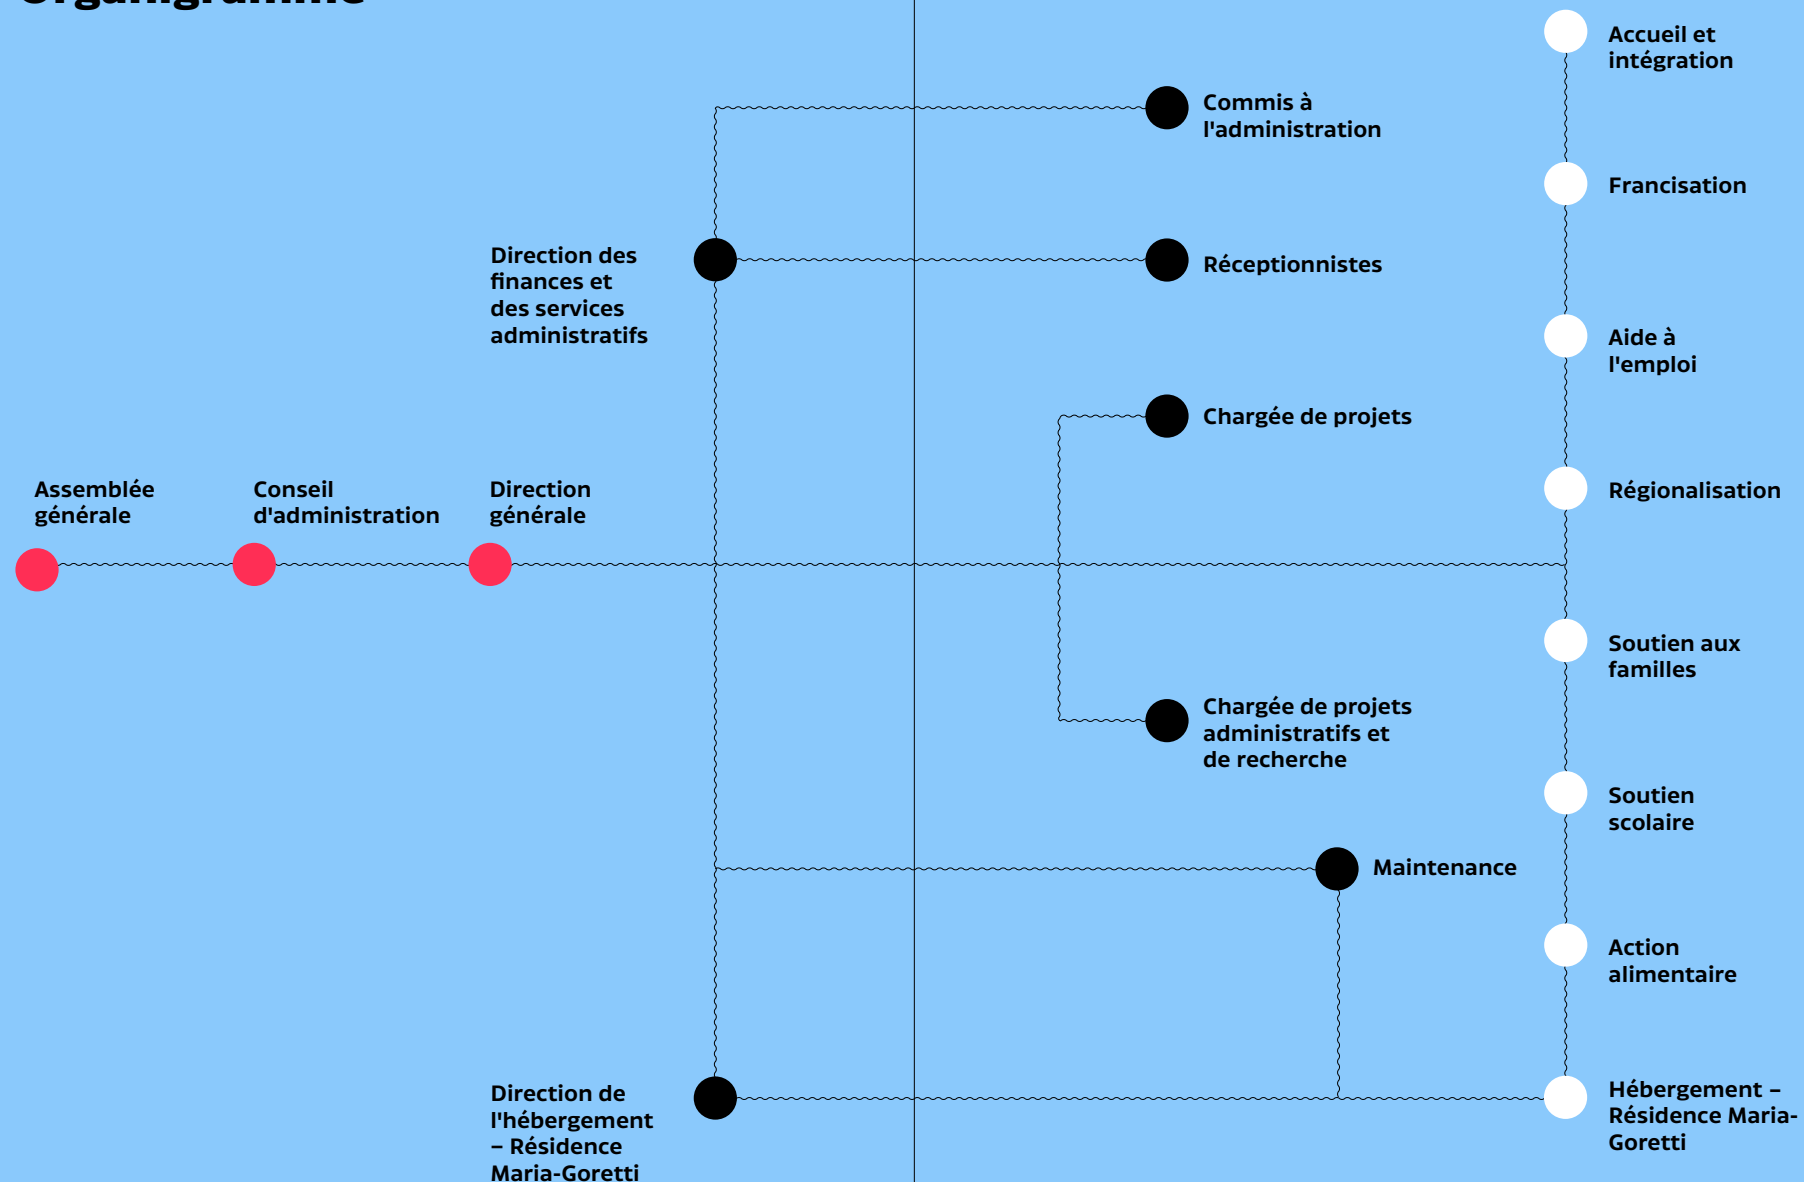 Organigramme
Assemblée
générale
Conseil
d'administration
Direction
générale
Direction des
finances et
des services
administratifs
Direction de
l'hébergement
– Résidence
Maria-Goretti
Commis à
l'administration
Réceptionnistes
Chargée de projets
Chargée de projets
administratifs et
de recherche
Maintenance
Accueil et
intégration
Francisation
Aide à
l'emploi
Régionalisation
Soutien aux
familles
Soutien
scolaire
Action
alimentaire
Hébergement –
Résidence Maria-
Goretti